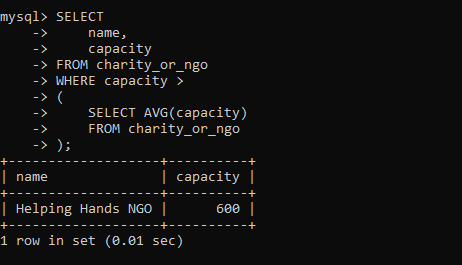 mysql> SELECT
    ->     name,
    ->     capacity
    -> FROM charity_or_ngo
    -> WHERE capacity >
    -> (
    ->     SELECT AVG(capacity)
    ->     FROM charity_or_ngo
    -> );
+-------------------+----------+
| name              | capacity |
+-------------------+----------+
| Helping Hands NGO |      600 |
+-------------------+----------+
1 row in set (0.01 sec)